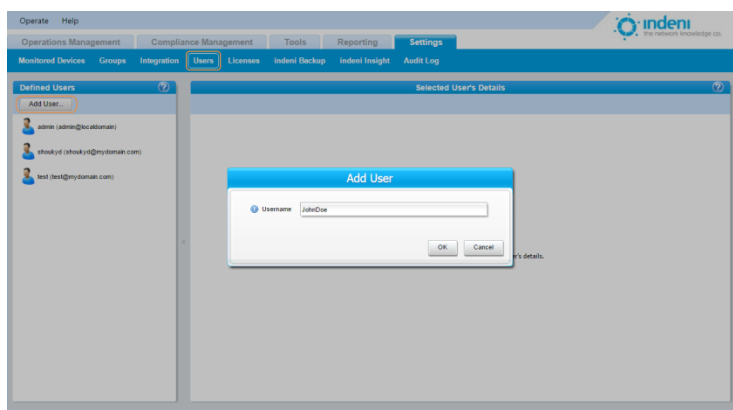 Operate Help
indeni
the network knowledge co.
Operations Management Compliance Management Tools Reporting Settings
Monitored Devices Groups Integration Users Licenses indeni Backup indeni Insight Audit Log
Defined Users
Selected User's Details
Add User...
admin (admin@localdomain)
shoukyd (shoukyd@mydomain.com)
test (test@mydomain.com)
Add User
Username JohnDoe
OK Cancel
r's details.